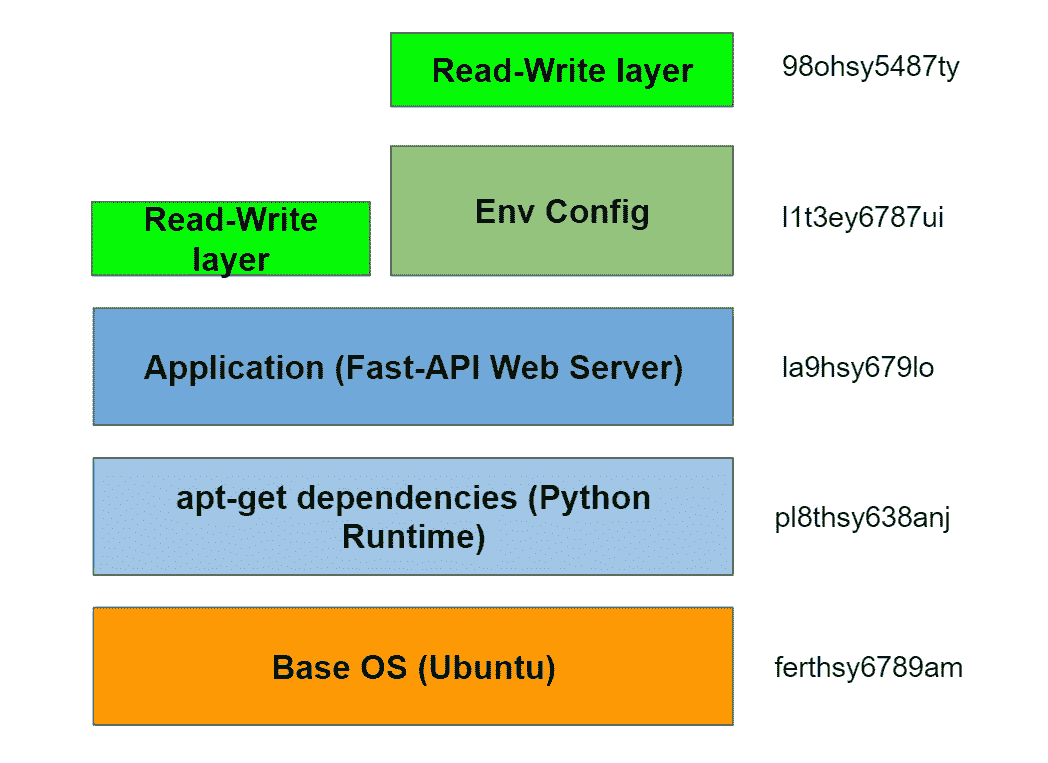 Read-Write layer
98ohsy5487ty
Env Config
l1t3ey6787ui
Read-Write
layer
Application (Fast-API Web Server)
la9hsy679lo
apt-get dependencies (Python
Runtime)
pl8thsy638anj
Base OS (Ubuntu)
ferthsy6789am